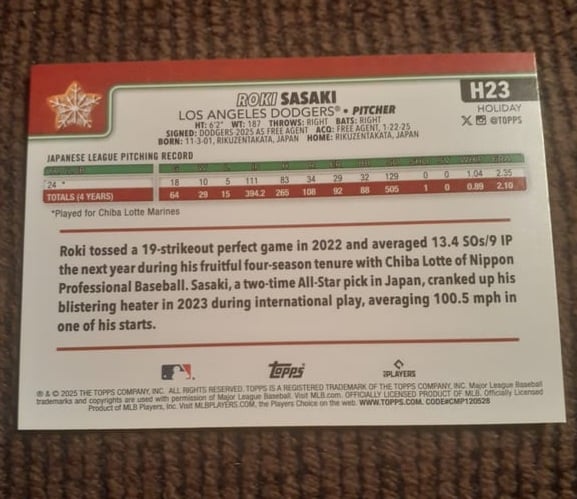 H23
HOLIDAY
@TOPPS
ROKI SASAKI
LOS ANGELES DODGERS® • PITCHER
HT: 6'2" WT: 187 THROWS: RIGHT BATS: RIGHT
SIGNED: DODGERS 2025 AS FREE AGENT ACQ: FREE AGENT, 1-22-25
BORN: 11-3-01, RIKUZENTAKATA, JAPAN HOME: RIKUZENTAKATA, JAPAN
JAPANESE LEAGUE PITCHING RECORD
24 * 18 10 5 111 83 34 29 32 129 0 0 1.04 2.35
TOTALS (4 YEARS) 64 29 15 394.2 265 108 92 88 505 1 0 0.89 2.10
*Played for Chiba Lotte Marines
Roki tossed a 19-strikeout perfect game in 2022 and averaged 13.4 SOs/9 IP
the next year during his fruitful four-season tenure with Chiba Lotte of Nippon
Professional Baseball. Sasaki, a two-time All-Star pick in Japan, cranked up his
blistering heater in 2023 during international play, averaging 100.5 mph in
one of his starts.
Topps
PLAYERS
® & © 2025 THE TOPPS COMPANY, INC. ALL RIGHTS RESERVED. TOPPS IS A REGISTERED TRADEMARK OF THE TOPPS COMPANY, INC. Major League Baseball
trademarks and copyrights are used with permission of Major League Baseball. Visit MLB.com. OFFICIALLY LICENSED PRODUCT OF MLB. Officially Licensed
Product of MLB Players, Inc. Visit MLBPLAYERS.com, the Players Choice on the web. WWW.TOPPS.COM. CODE#CMP120528